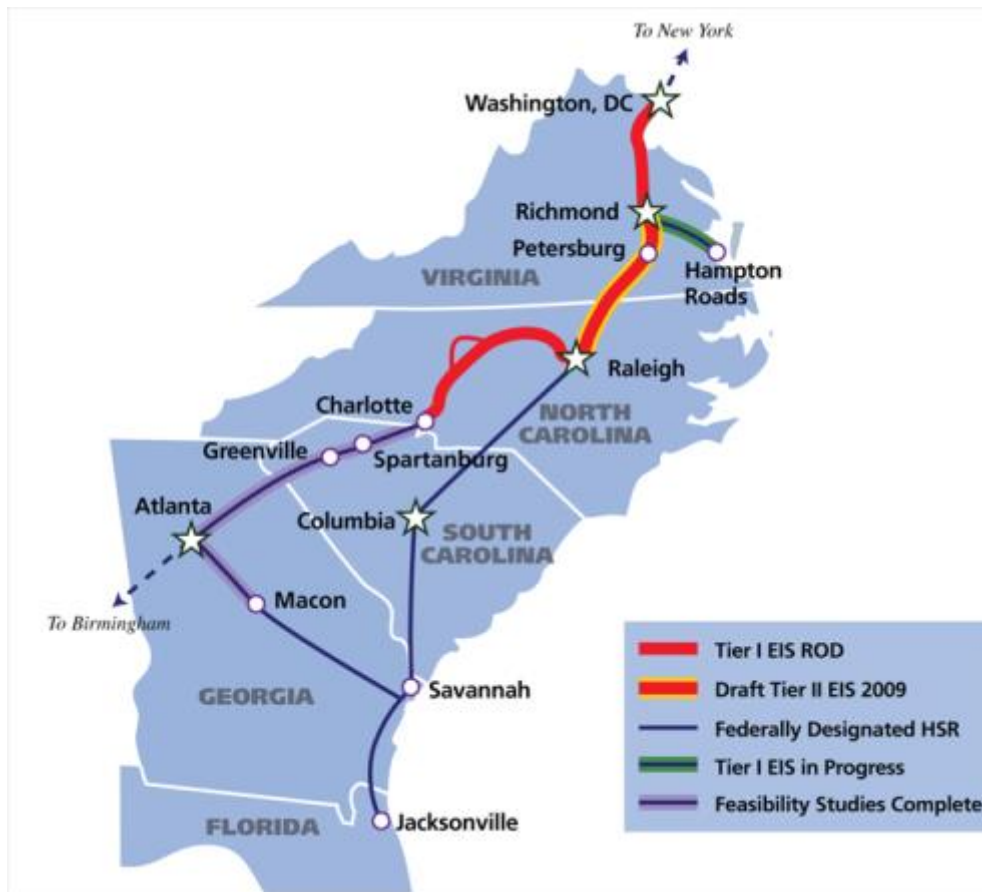 To New York
Washington, DC
Richmond
Petersburg
Hampton
Roads
VIRGINIA
Raleigh
Charlotte
NORTH
CAROLINA
Greenville
Spartanburg
Atlanta
Columbia
SOUTH
CAROLINA
Macon
To Birmingham
Savannah
GEORGIA
Jacksonville
FLORIDA
Tier I EIS ROD
Draft Tier II EIS 2009
Federally Designated HSR
Tier I EIS in Progress
Feasibility Studies Complete